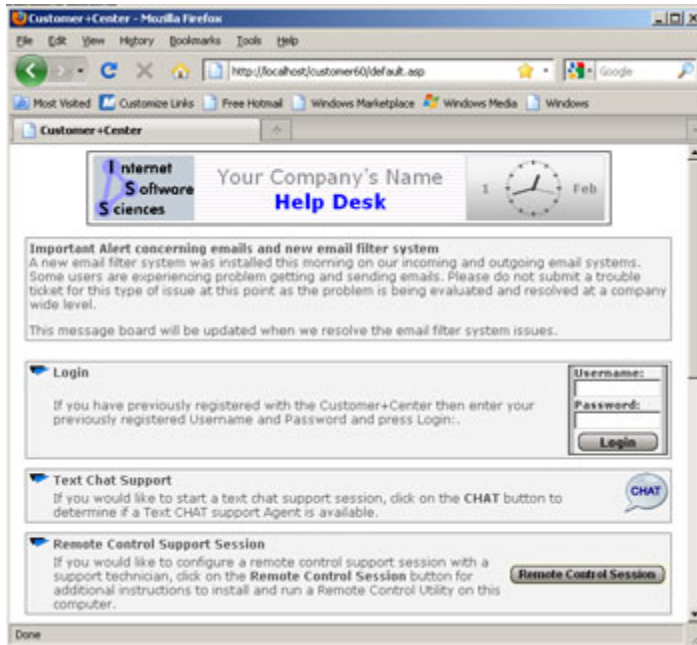 Customer+Center - Mozilla Firefox
File Edit View History Bookmarks Tools Help
http://localhost/customer60/default.asp
Google
Most Visited Customize Links Free Hotmail Windows Marketplace Windows Media Windows
Customer+Center
Internet
Software
Sciences
Your Company's Name
Help Desk
1 Feb
Important Alert concerning emails and new email filter system
A new email filter system was installed this morning on our incoming and outgoing email systems.
Some users are experiencing problem getting and sending emails. Please do not submit a trouble
ticket for this type of issue at this point as the problem is being evaluated and resolved at a company
wide level.
This message board will be updated when we resolve the email filter system issues.
Login
If you have previously registered with the Customer+Center then enter your
previously registered Username and Password and press Login:.
Username:
Password:
Login
Text Chat Support
If you would like to start a text chat support session, click on the CHAT button to
determine if a Text CHAT support Agent is available.
CHAT
Remote Control Support Session
If you would like to configure a remote control support session with a
support technician, click on the Remote Control Session button for
additional instructions to install and run a Remote Control Utility on this
computer.
Remote Control Session
Done